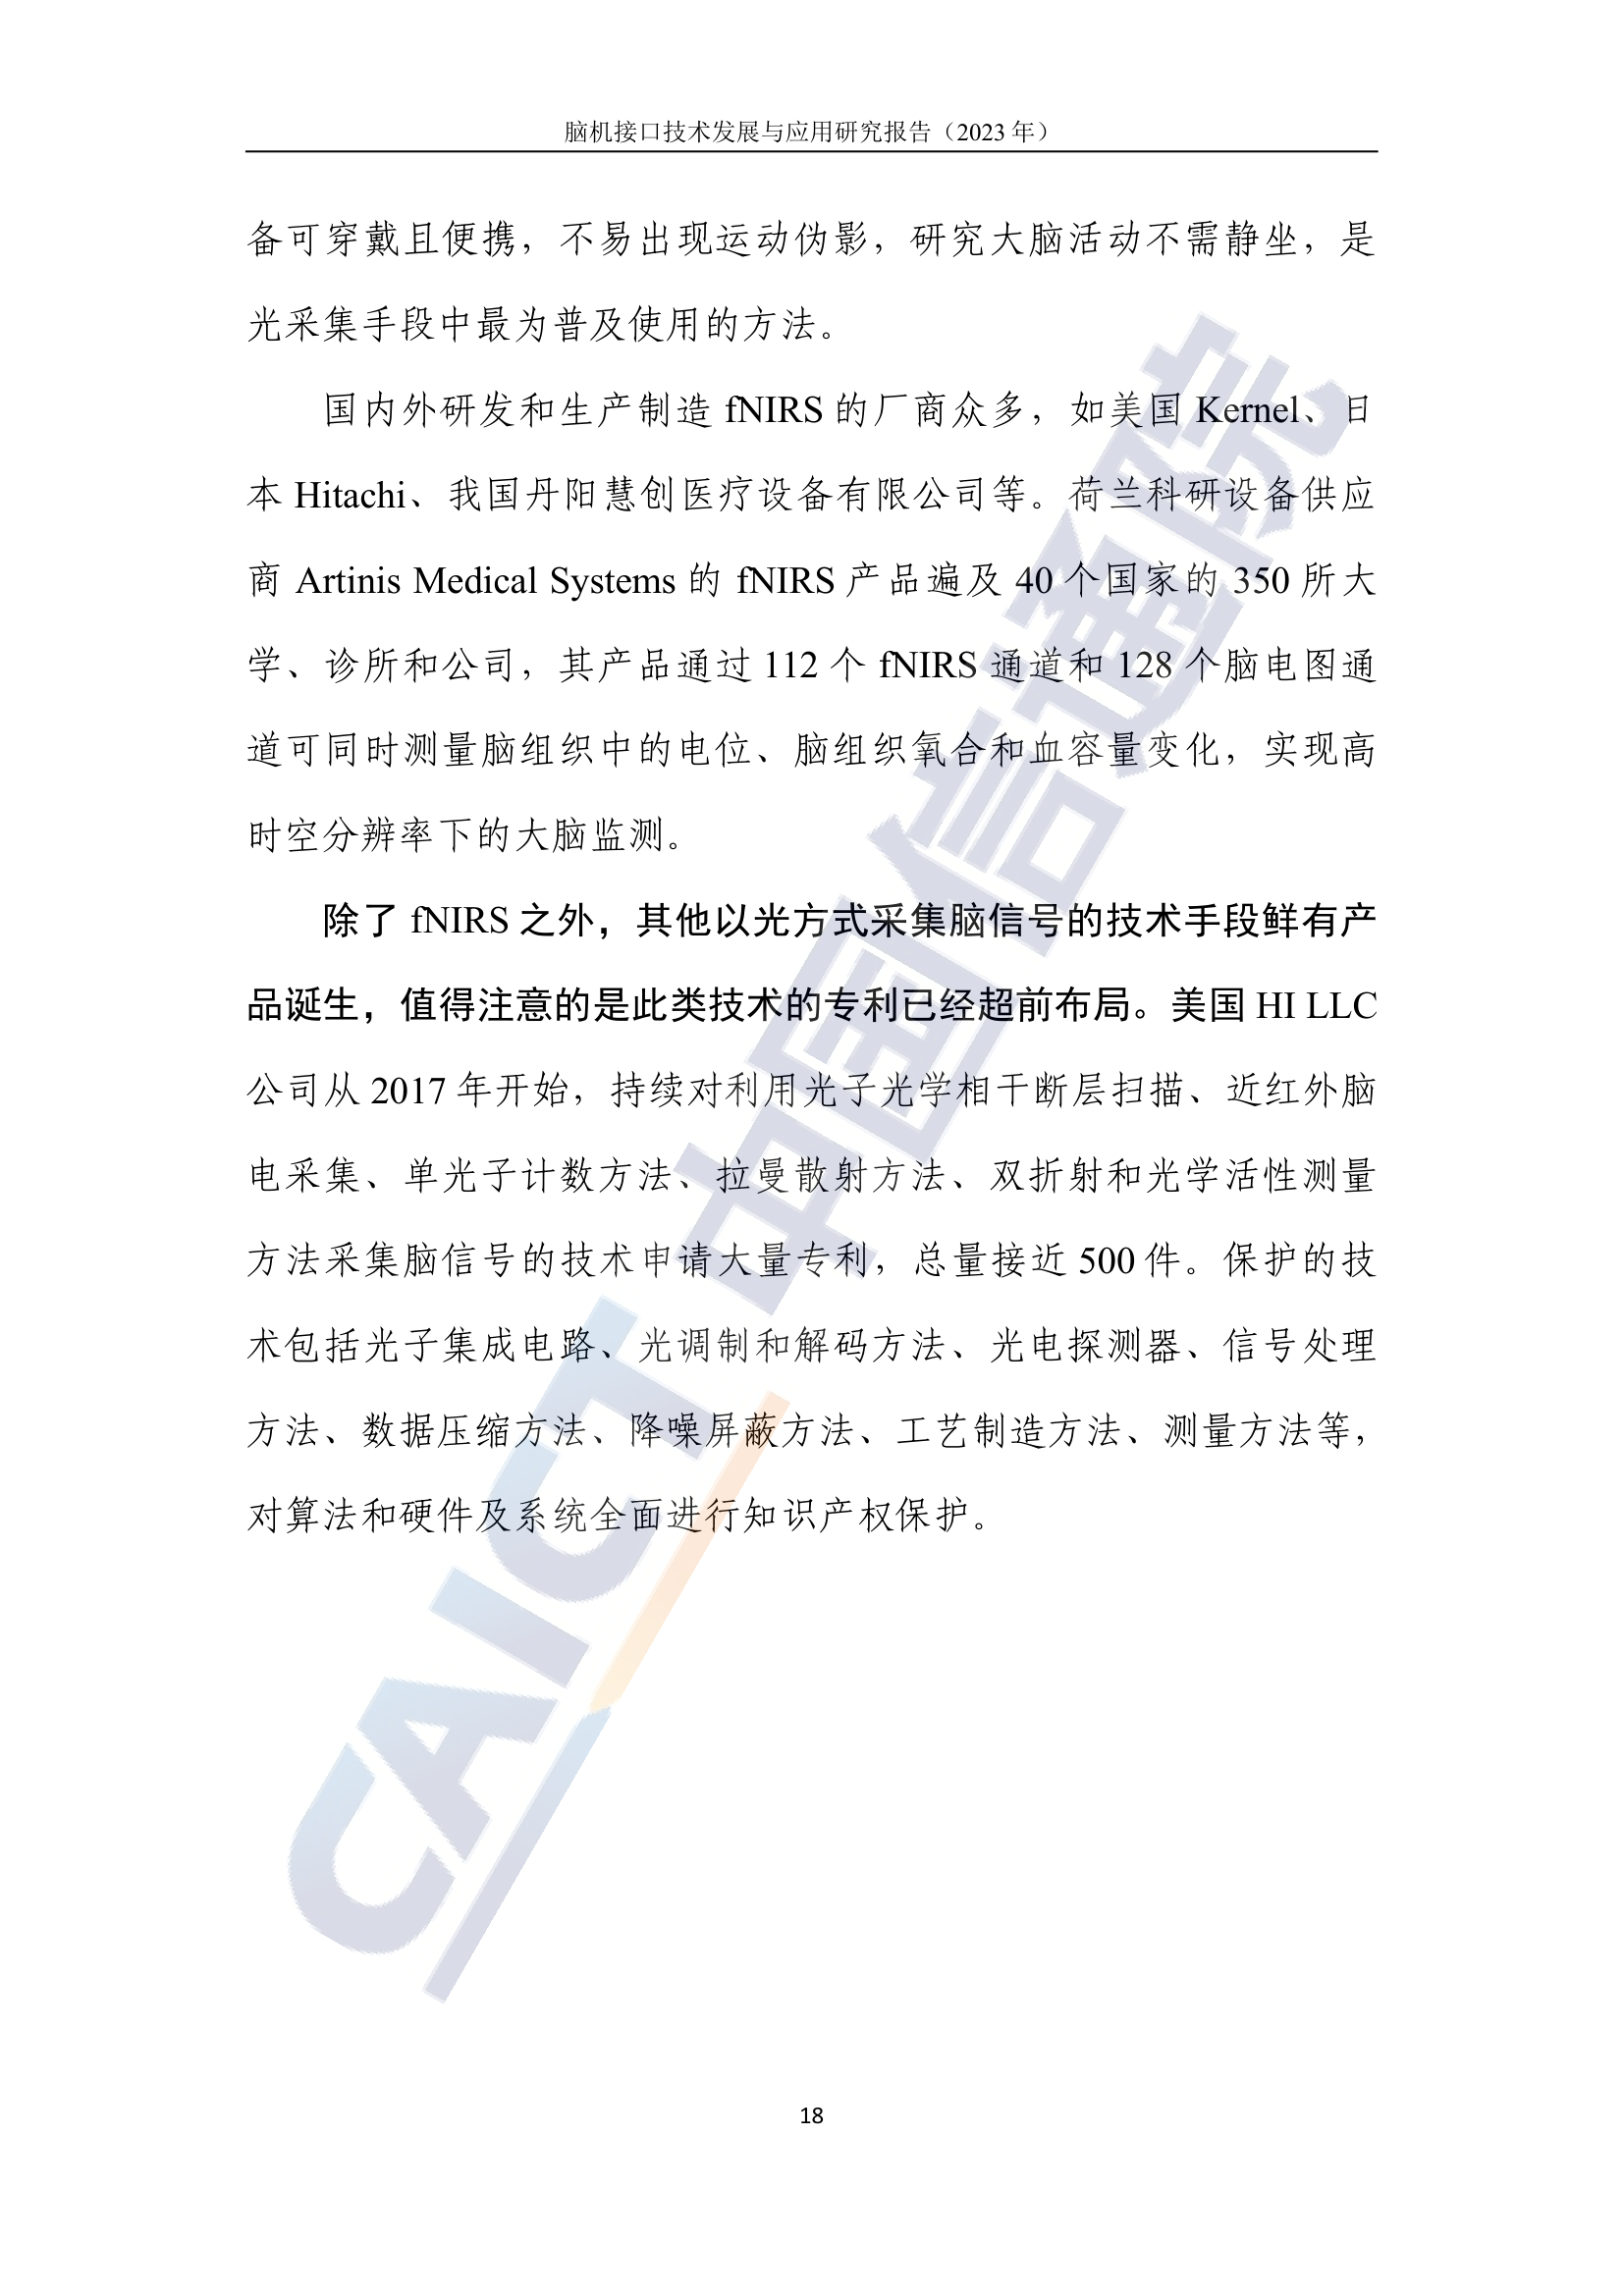 脑机接口技术发展与应用研究报告（2023 年）
备可穿戴且便携，不易出现运动伪影，研究大脑活动不需静坐，是
光采集手段中最为普及使用的方法。
国内外研发和生产制造 fNIRS 的厂商众多，如美国 Kernel、日
本 Hitachi、我国丹阳慧创医疗设备有限公司等。荷兰科研设备供应
商 Artinis Medical Systems 的 fNIRS 产品遍及 40 个国家的 350 所大
学、诊所和公司，其产品通过 112 个 fNIRS 通道和 128 个脑电图通
道可同时测量脑组织中的电位、脑组织氧合和血容量变化，实现高
时空分辨率下的大脑监测。
除了 fNIRS 之外，其他以光方式采集脑信号的技术手段鲜有产
品诞生，值得注意的是此类技术的专利已经超前布局。美国 HI LLC
公司从 2017 年开始，持续对利用光子光学相干断层扫描、近红外脑
电采集、单光子计数方法、拉曼散射方法、双折射和光学活性测量
方法采集脑信号的技术申请大量专利，总量接近 500 件。保护的技
术包括光子集成电路、光调制和解码方法、光电探测器、信号处理
方法、数据压缩方法、降噪屏蔽方法、工艺制造方法、测量方法等，
对算法和硬件及系统全面进行知识产权保护。
CAICT 中国信通院
18